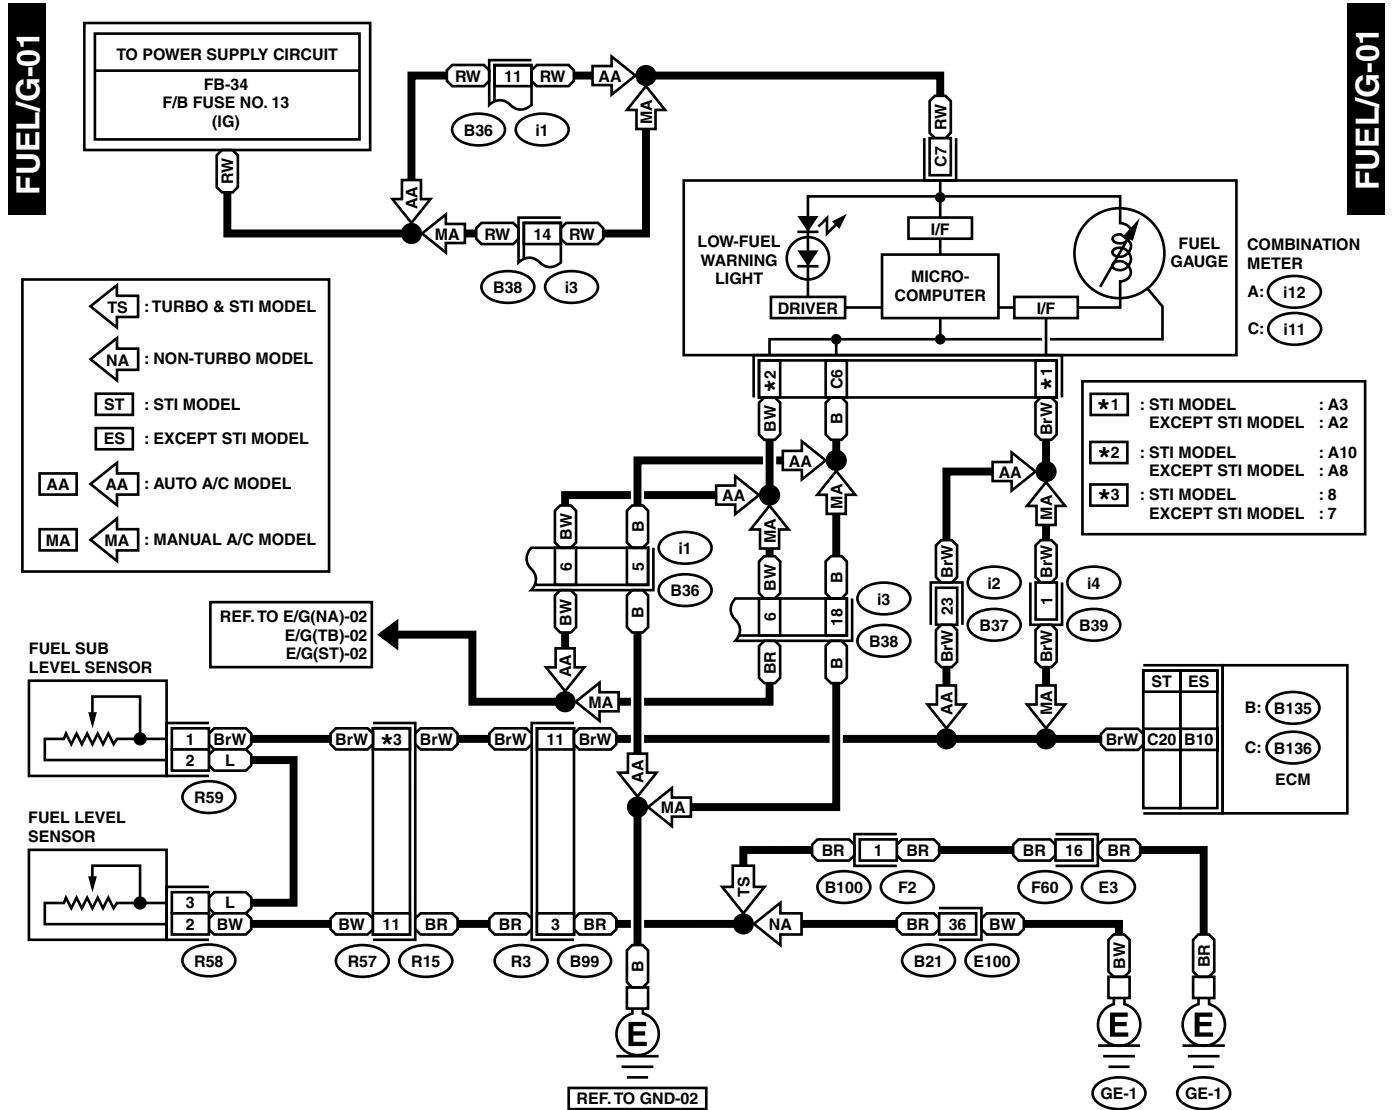 FUEL/G-01
FUEL/G-01
TO POWER SUPPLY CIRCUIT
FB-34
F/B FUSE NO. 13
(IG)
RW
RW 11 RW AA
B36 i1
MA
AA
MA RW 14 RW
B38 i3
RW
C7
LOW-FUEL
WARNING
LIGHT
I/F
MICRO-
COMPUTER
DRIVER
I/F
FUEL
GAUGE
COMBINATION
METER
A: i12
C: i11
TS : TURBO & STI MODEL
NA : NON-TURBO MODEL
ST : STI MODEL
ES : EXCEPT STI MODEL
AA AA : AUTO A/C MODEL
MA MA : MANUAL A/C MODEL
*2 C6 *1
BW B BrW
*1 : STI MODEL : A3
EXCEPT STI MODEL : A2
*2 : STI MODEL : A10
EXCEPT STI MODEL : A8
*3 : STI MODEL : 8
EXCEPT STI MODEL : 7
AA AA AA
MA MA MA
BW B
6 5
i1
B36
BW B
BW B
6 18
i3
B38
BR B
BrW BrW
23 1
i2 i4
B37 B39
BrW BrW
AA MA
REF. TO E/G(NA)-02
E/G(TB)-02
E/G(ST)-02
AA
MA
FUEL SUB
LEVEL SENSOR
1 BrW BrW *3 BrW BrW 11 BrW
2 L
R59
BrW C20 B10
ST ES
B: B135
C: B136
ECM
AA
MA
FUEL LEVEL
SENSOR
3 L
2 BW BW 11 BR BR 3 BR
R58 R57 R15 R3 B99
TS
BR 1 BR BR 16 BR
B100 F2 F60 E3
NA BR 36 BW
B21 E100
B BW BR
E E E
REF. TO GND-02
GE-1 GE-1